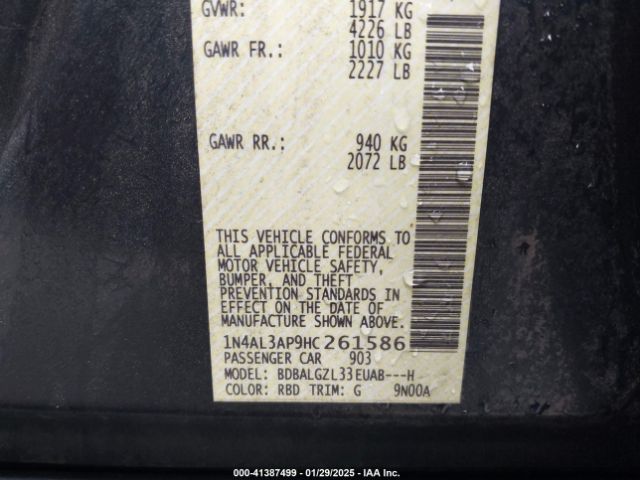 GVWR: 1917 KG
4226 LB
GAWR FR.: 1010 KG
2227 LB
GAWR RR.: 940 KG
2072 LB
THIS VEHICLE CONFORMS TO
ALL APPLICABLE FEDERAL
MOTOR VEHICLE SAFETY,
BUMPER, AND THEFT
PREVENTION STANDARDS IN
EFFECT ON THE DATE OF
MANUFACTURE SHOWN ABOVE.
1N4AL3AP9HC 261586
PASSENGER CAR 903
MODEL: BDBALGZL33EUAB---H
COLOR: RBD TRIM: G 9N00A
000-41387499 - 01/29/2025 - IAA Inc.